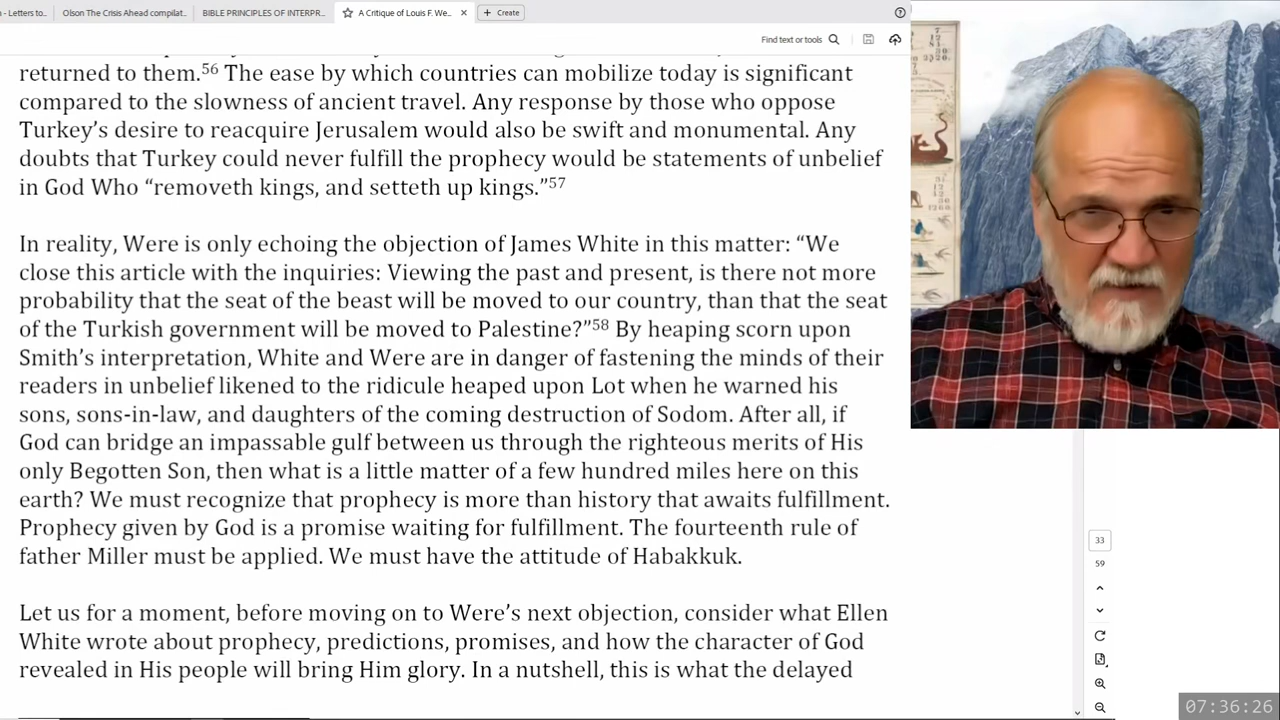 - Letters to...
Olson The Crisis Ahead compilat...
BIBLE PRINCIPLES OF INTERPR...
A Critique of Louis F. We...
+ Create
Find text or tools
returned to them.56 The ease by which countries can mobilize today is significant
compared to the slowness of ancient travel. Any response by those who oppose
Turkey’s desire to reacquire Jerusalem would also be swift and monumental. Any
doubts that Turkey could never fulfill the prophecy would be statements of unbelief
in God Who “removeth kings, and setteth up kings.”57
In reality, Were is only echoing the objection of James White in this matter: “We
close this article with the inquiries: Viewing the past and present, is there not more
probability that the seat of the beast will be moved to our country, than that the seat
of the Turkish government will be moved to Palestine?”58 By heaping scorn upon
Smith’s interpretation, White and Were are in danger of fastening the minds of their
readers in unbelief likened to the ridicule heaped upon Lot when he warned his
sons, sons-in-law, and daughters of the coming destruction of Sodom. After all, if
God can bridge an impassable gulf between us through the righteous merits of His
only Begotten Son, then what is a little matter of a few hundred miles here on this
earth? We must recognize that prophecy is more than history that awaits fulfillment.
Prophecy given by God is a promise waiting for fulfillment. The fourteenth rule of
father Miller must be applied. We must have the attitude of Habakkuk.
Let us for a moment, before moving on to Were’s next objection, consider what Ellen
White wrote about prophecy, predictions, promises, and how the character of God
revealed in His people will bring Him glory. In a nutshell, this is what the delayed
33
59
07:36:26